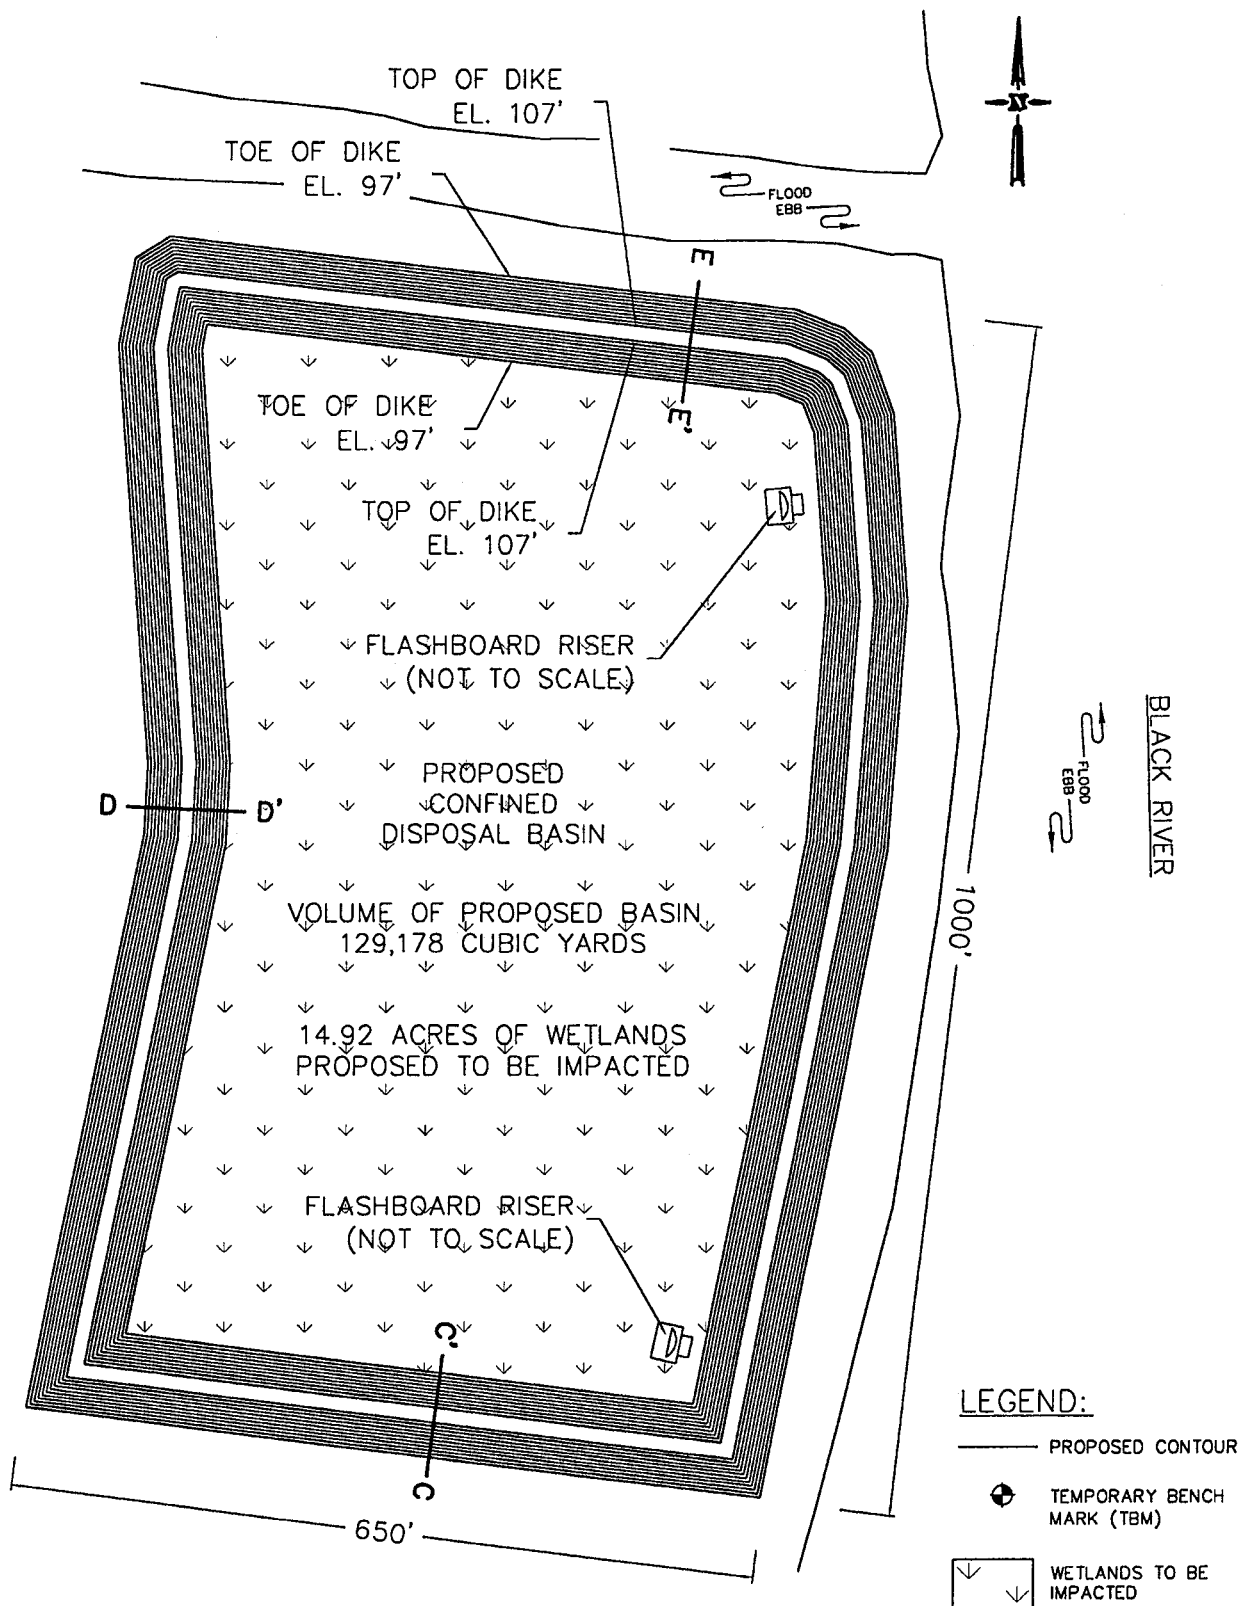 TOP OF DIKE
EL. 107'
N
TOE OF DIKE
EL. 97'
FLOOD
EBB
E
TOE OF DIKE
EL. 97'
E'
TOP OF DIKE
EL. 107'
FLASHBOARD RISER
(NOT TO SCALE)
BLACK RIVER
FLOOD
EBB
PROPOSED
CONFINED
DISPOSAL BASIN
D
D'
VOLUME OF PROPOSED BASIN
129,178 CUBIC YARDS
1000'
14.92 ACRES OF WETLANDS
PROPOSED TO BE IMPACTED
FLASHBOARD RISER
(NOT TO SCALE)
C'
C
650'
LEGEND:
PROPOSED CONTOUR
TEMPORARY BENCH
MARK (TBM)
WETLANDS TO BE
IMPACTED